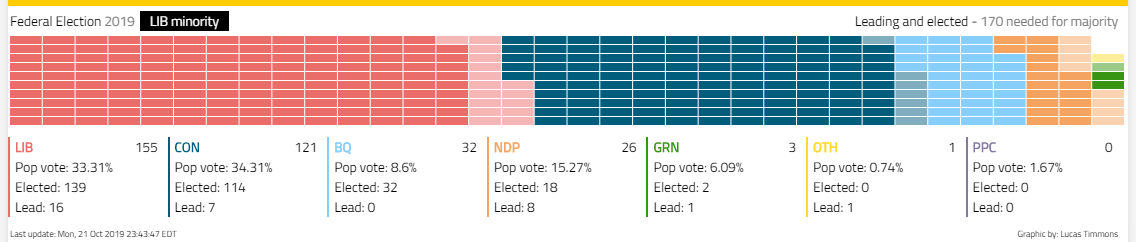 Federal Election 2019 LIB minority Leading and elected - 170 needed for majority
LIB 155 CON 121 BQ 32 NDP 26 GRN 3 OTH 1 PPC 0
Pop vote: 33.31% Pop vote: 34.31% Pop vote: 8.6% Pop vote: 15.27% Pop vote: 6.09% Pop vote: 0.74% Pop vote: 1.67%
Elected: 139 Elected: 114 Elected: 32 Elected: 18 Elected: 2 Elected: 0 Elected: 0
Lead: 16 Lead: 7 Lead: 0 Lead: 8 Lead: 1 Lead: 1 Lead: 0
Last update: Mon, 21 Oct 2019 23:43:47 EDT Graphic by: Lucas Timmons